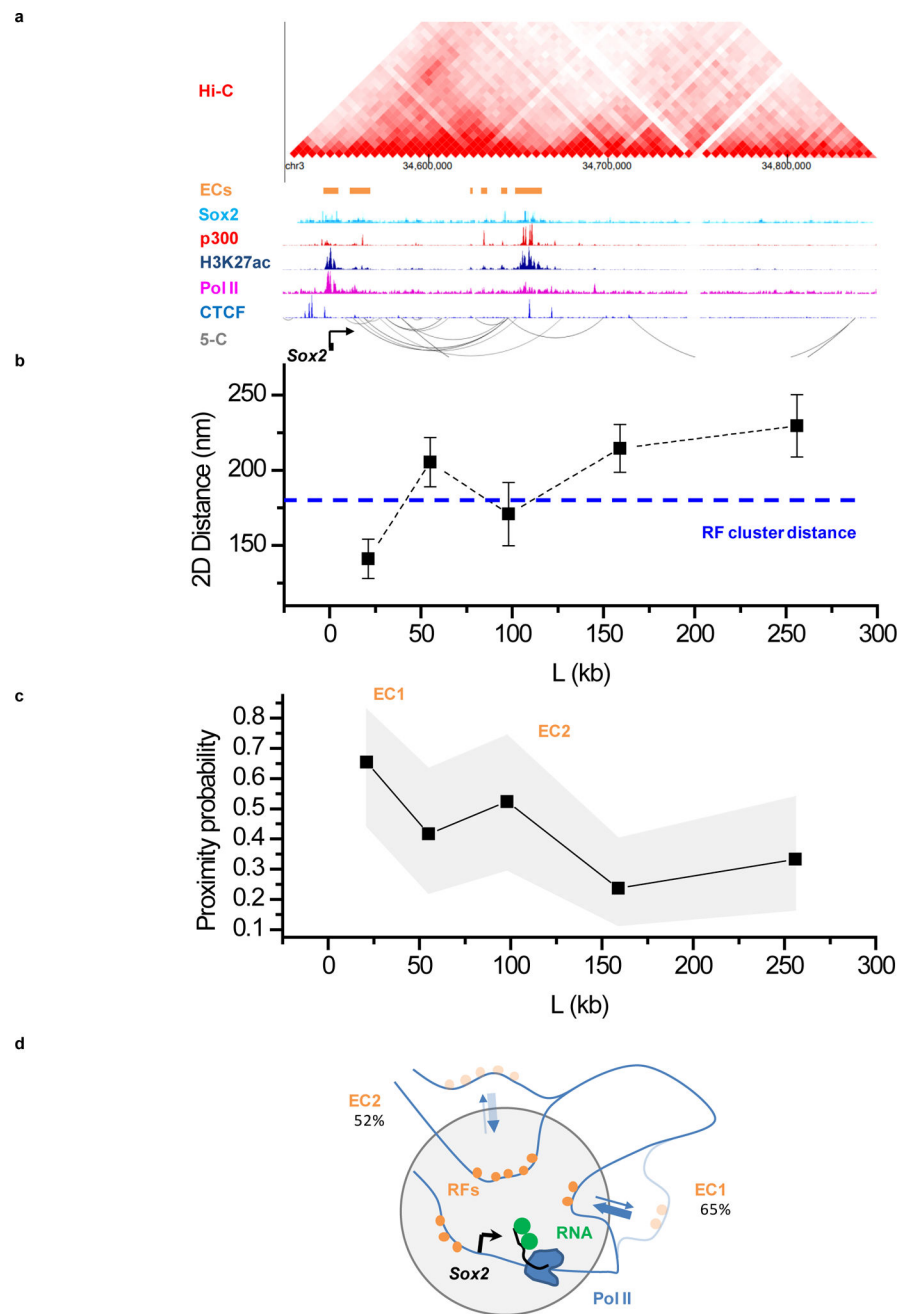 a
Hi-C
chr3 34,600,000 34,700,000 34,800,000
ECs
Sox2
p300
H3K27ac
Pol II
CTCF
5-C
Sox2
b
2D Distance (nm)
250
200
150
RF cluster distance
0 50 100 150 200 250 300
L (kb)
c
Proximity probability
EC1
EC2
0.8
0.7
0.6
0.5
0.4
0.3
0.2
0.1
0 50 100 150 200 250 300
L (kb)
d
EC2
52%
RFs
EC1
65%
RNA
Sox2
Pol II